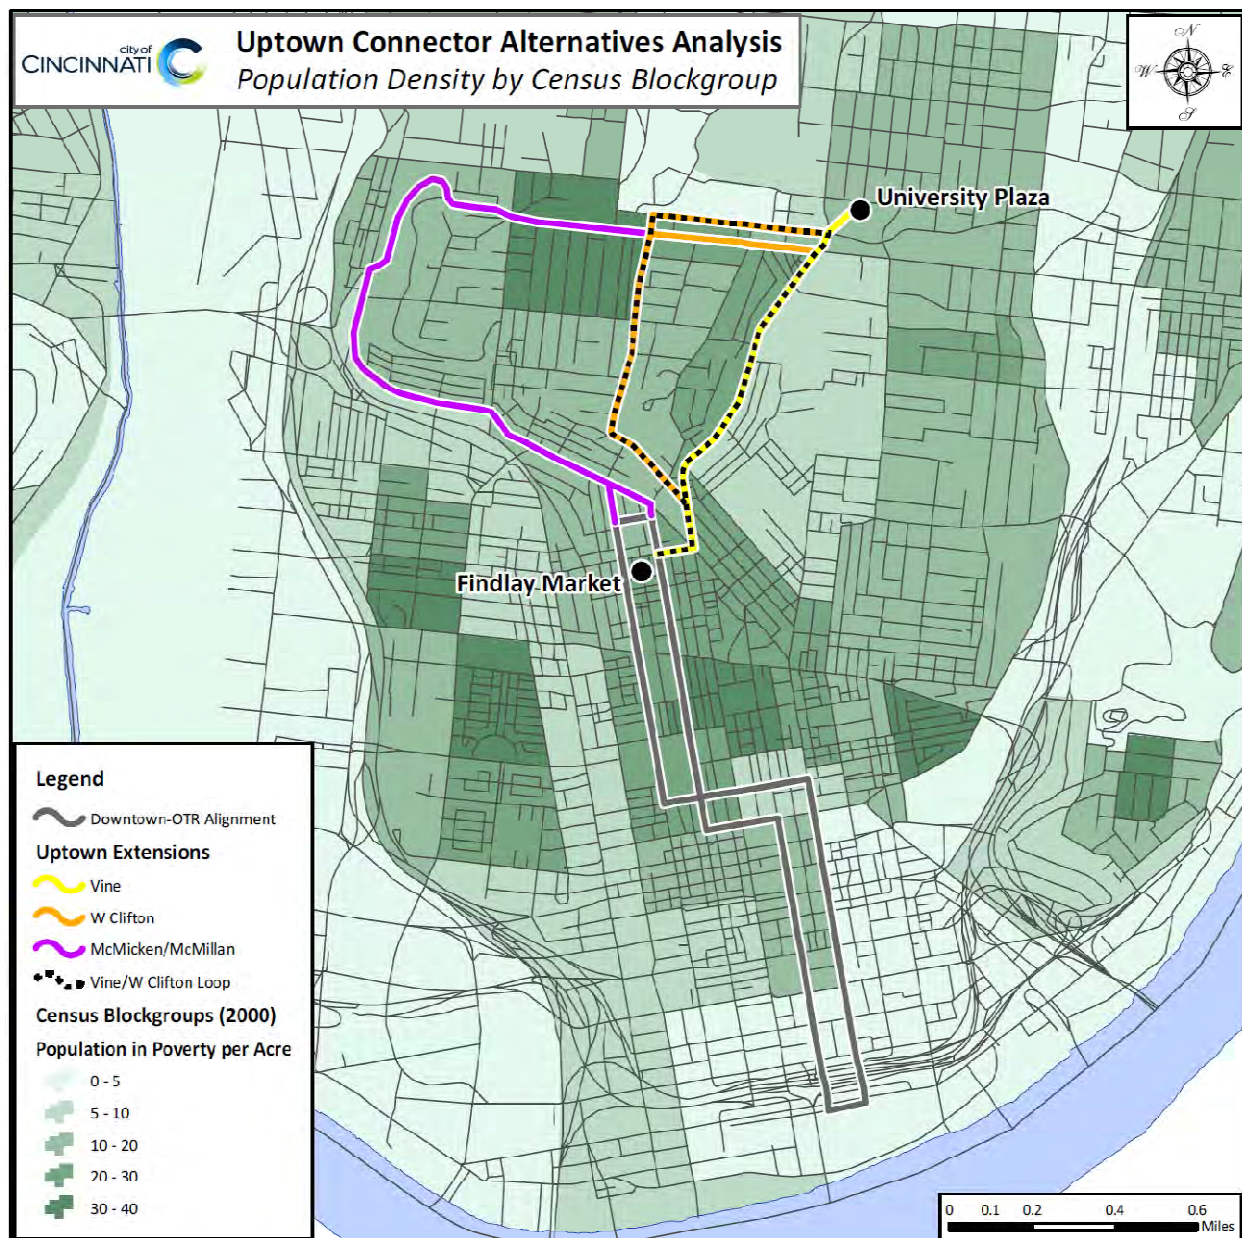 city of
CINCINNATI
Uptown Connector Alternatives Analysis
Population Density by Census Blockgroup
N
W E
S
University Plaza
Findlay Market
Legend
Downtown-OTR Alignment
Uptown Extensions
Vine
W Clifton
McMicken/McMillan
Vine/W Clifton Loop
Census Blockgroups (2000)
Population in Poverty per Acre
0 - 5
5 - 10
10 - 20
20 - 30
30 - 40
0 0.1 0.2 0.4 0.6
Miles